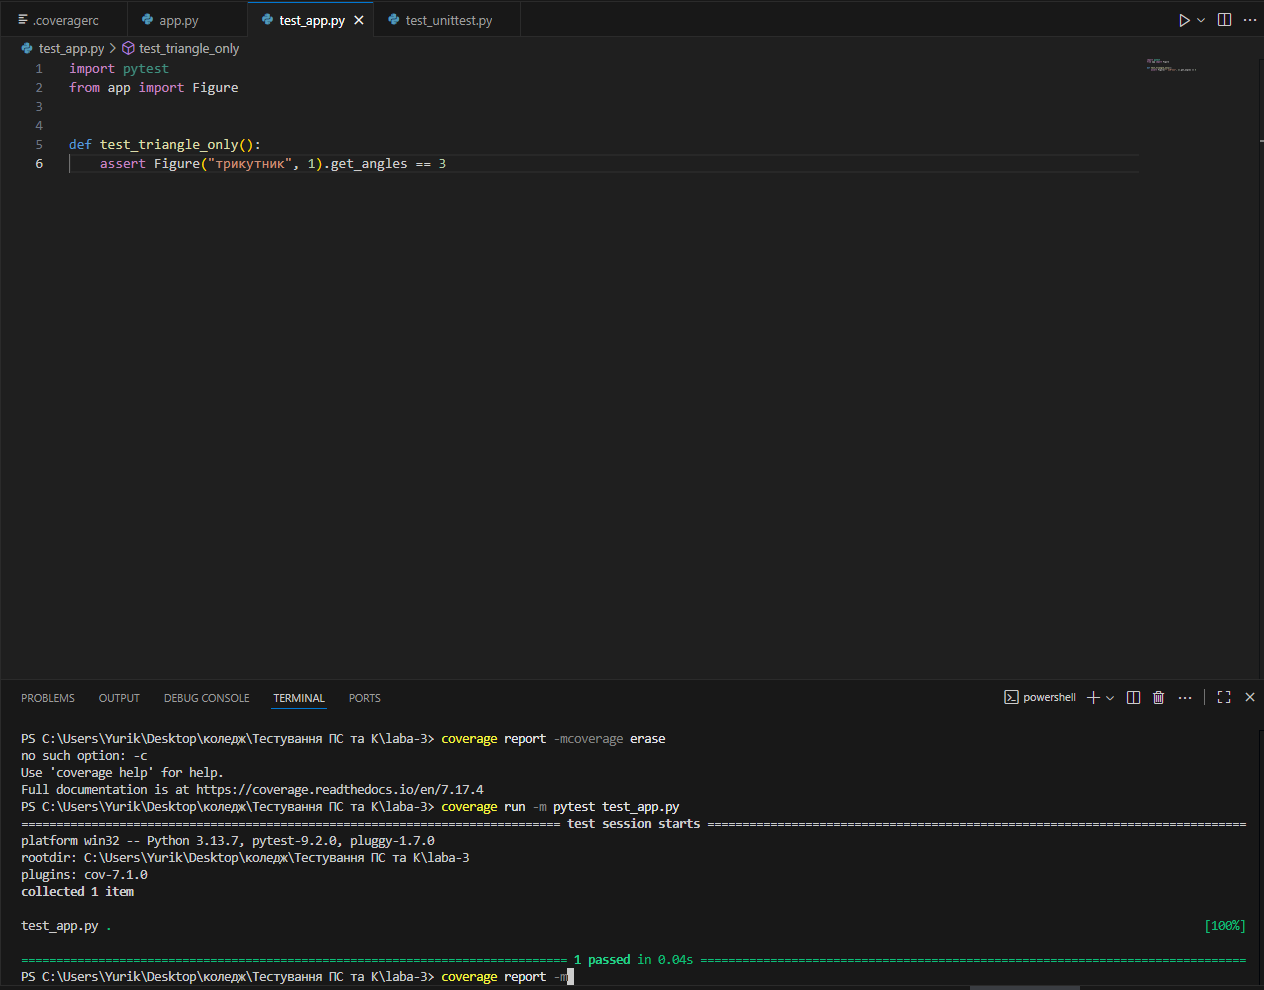 .coveragerc app.py test_app.py test_unittest.py
test_app.py > test_triangle_only
1 import pytest
2 from app import Figure
3
4
5 def test_triangle_only():
6 assert Figure("трикутник", 1).get_angles == 3
PROBLEMS OUTPUT DEBUG CONSOLE TERMINAL PORTS powershell
PS C:\Users\Yurik\Desktop\коледж\Тестування ПС та К\laba-3> coverage report -mcoverage erase
no such option: -c
Use 'coverage help' for help.
Full documentation is at https://coverage.readthedocs.io/en/7.17.4
PS C:\Users\Yurik\Desktop\коледж\Тестування ПС та К\laba-3> coverage run -m pytest test_app.py
============================================================================= test session starts =============================================================================
platform win32 -- Python 3.13.7, pytest-9.2.0, pluggy-1.7.0
rootdir: C:\Users\Yurik\Desktop\коледж\Тестування ПС та К\laba-3
plugins: cov-7.1.0
collected 1 item
test_app.py . [100%]
============================================================================== 1 passed in 0.04s ==============================================================================
PS C:\Users\Yurik\Desktop\коледж\Тестування ПС та К\laba-3> coverage report -m